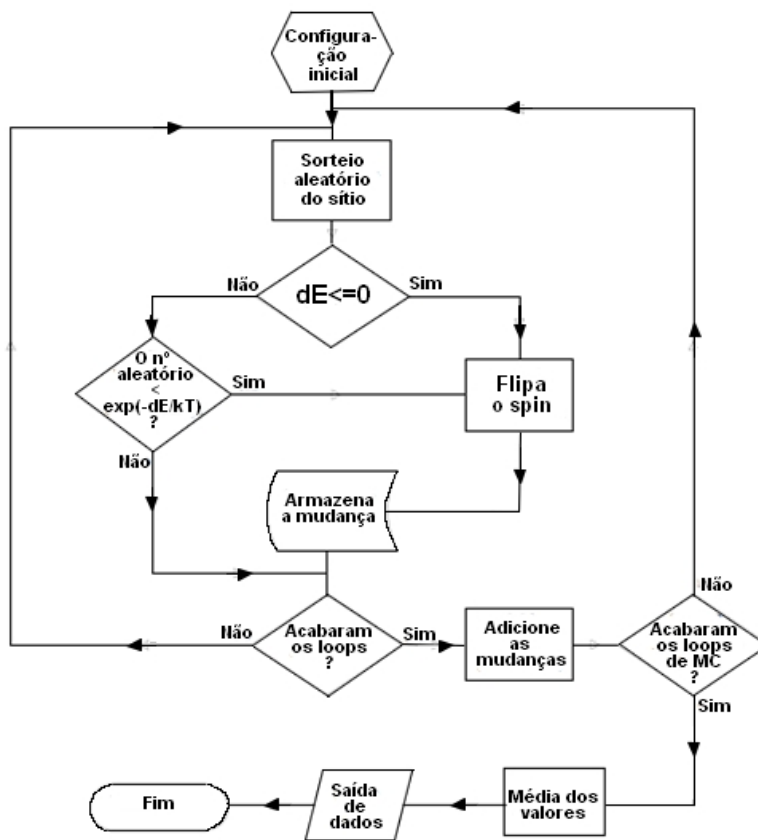 Configura-
ção
inicial
Sorteio
aleatório
do sítio
Não
dE<=0
Sim
O nº
aleatório
<
exp(-dE/kT)
?
Sim
Não
Flipa
o spin
Armazena
a mudança
Não
Acabaram
os loops
?
Sim
Adicione
as
mudanças
Não
Acabaram
os loops
de MC
?
Sim
Média dos
valores
Saída
de
dados
Fim